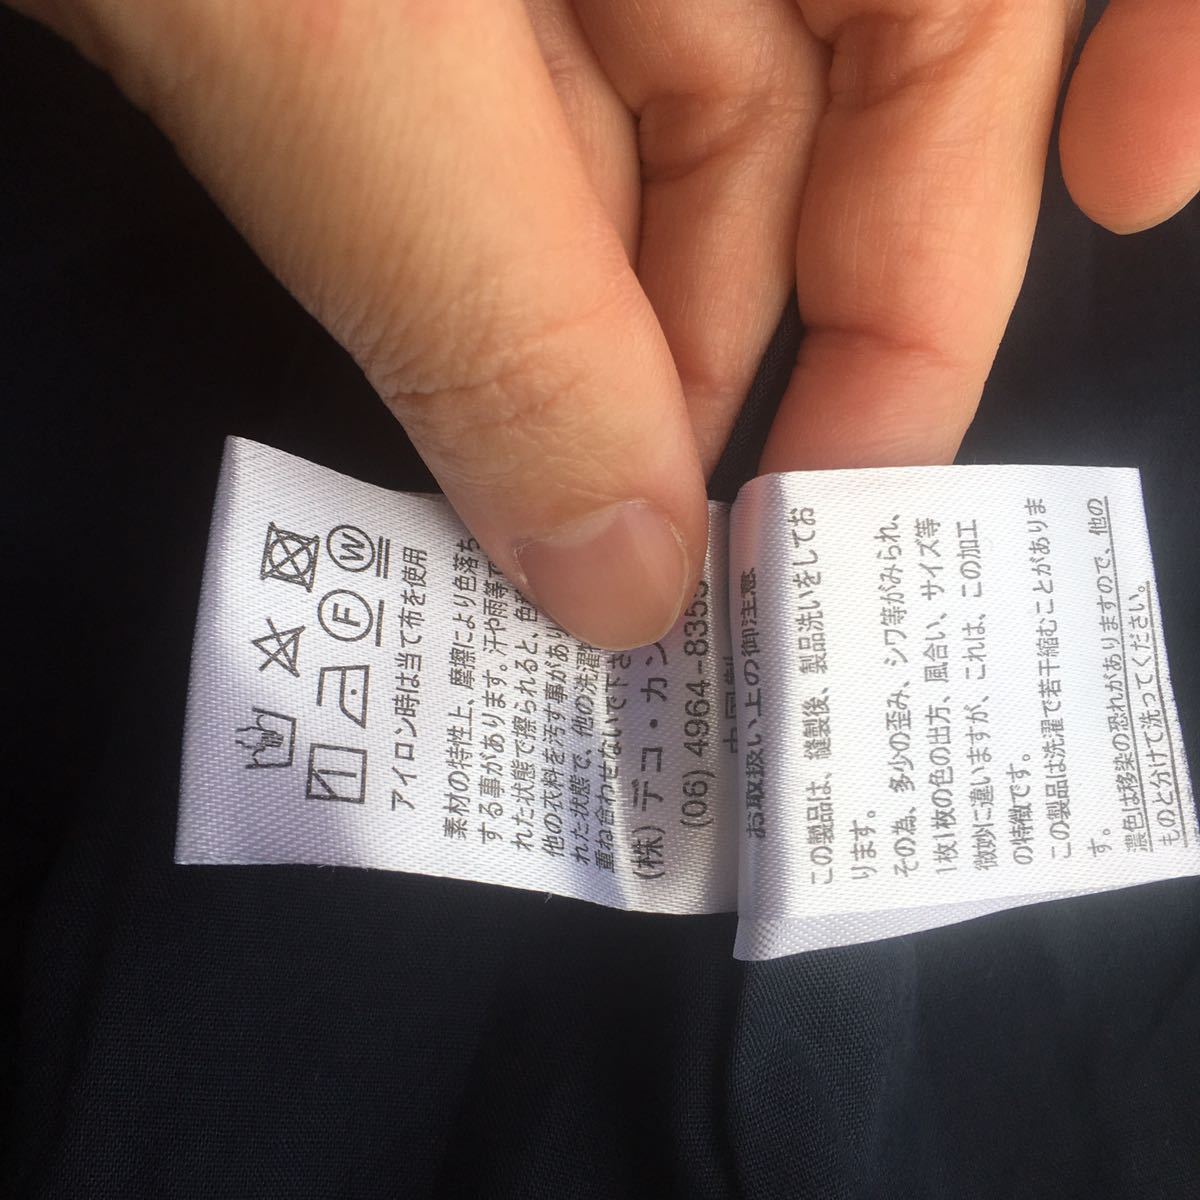 W
F
アイロン時は当て布を使用
素材の特性上、摩擦により色落ち
する事があります。汗や雨等で
れた状態で擦られると、色
他の衣料を汚す事があり
れた状態で、他の洗濯
重ね合わせないで下さ
(株) デコ・カン
(06) 4964-835
お取扱い上の御注意
この製品は、縫製後、製品洗いをしてお
ります。
その為、多少の歪み、シワ等がみられ、
1枚1枚の色の出方、風合い、サイズ等
微妙に違いますが、これは、この加工
の特徴です。
この製品は洗濯で若干縮むことがありま
す。
濃色は移染の恐れがありますので、他の
ものと分けて洗ってください。